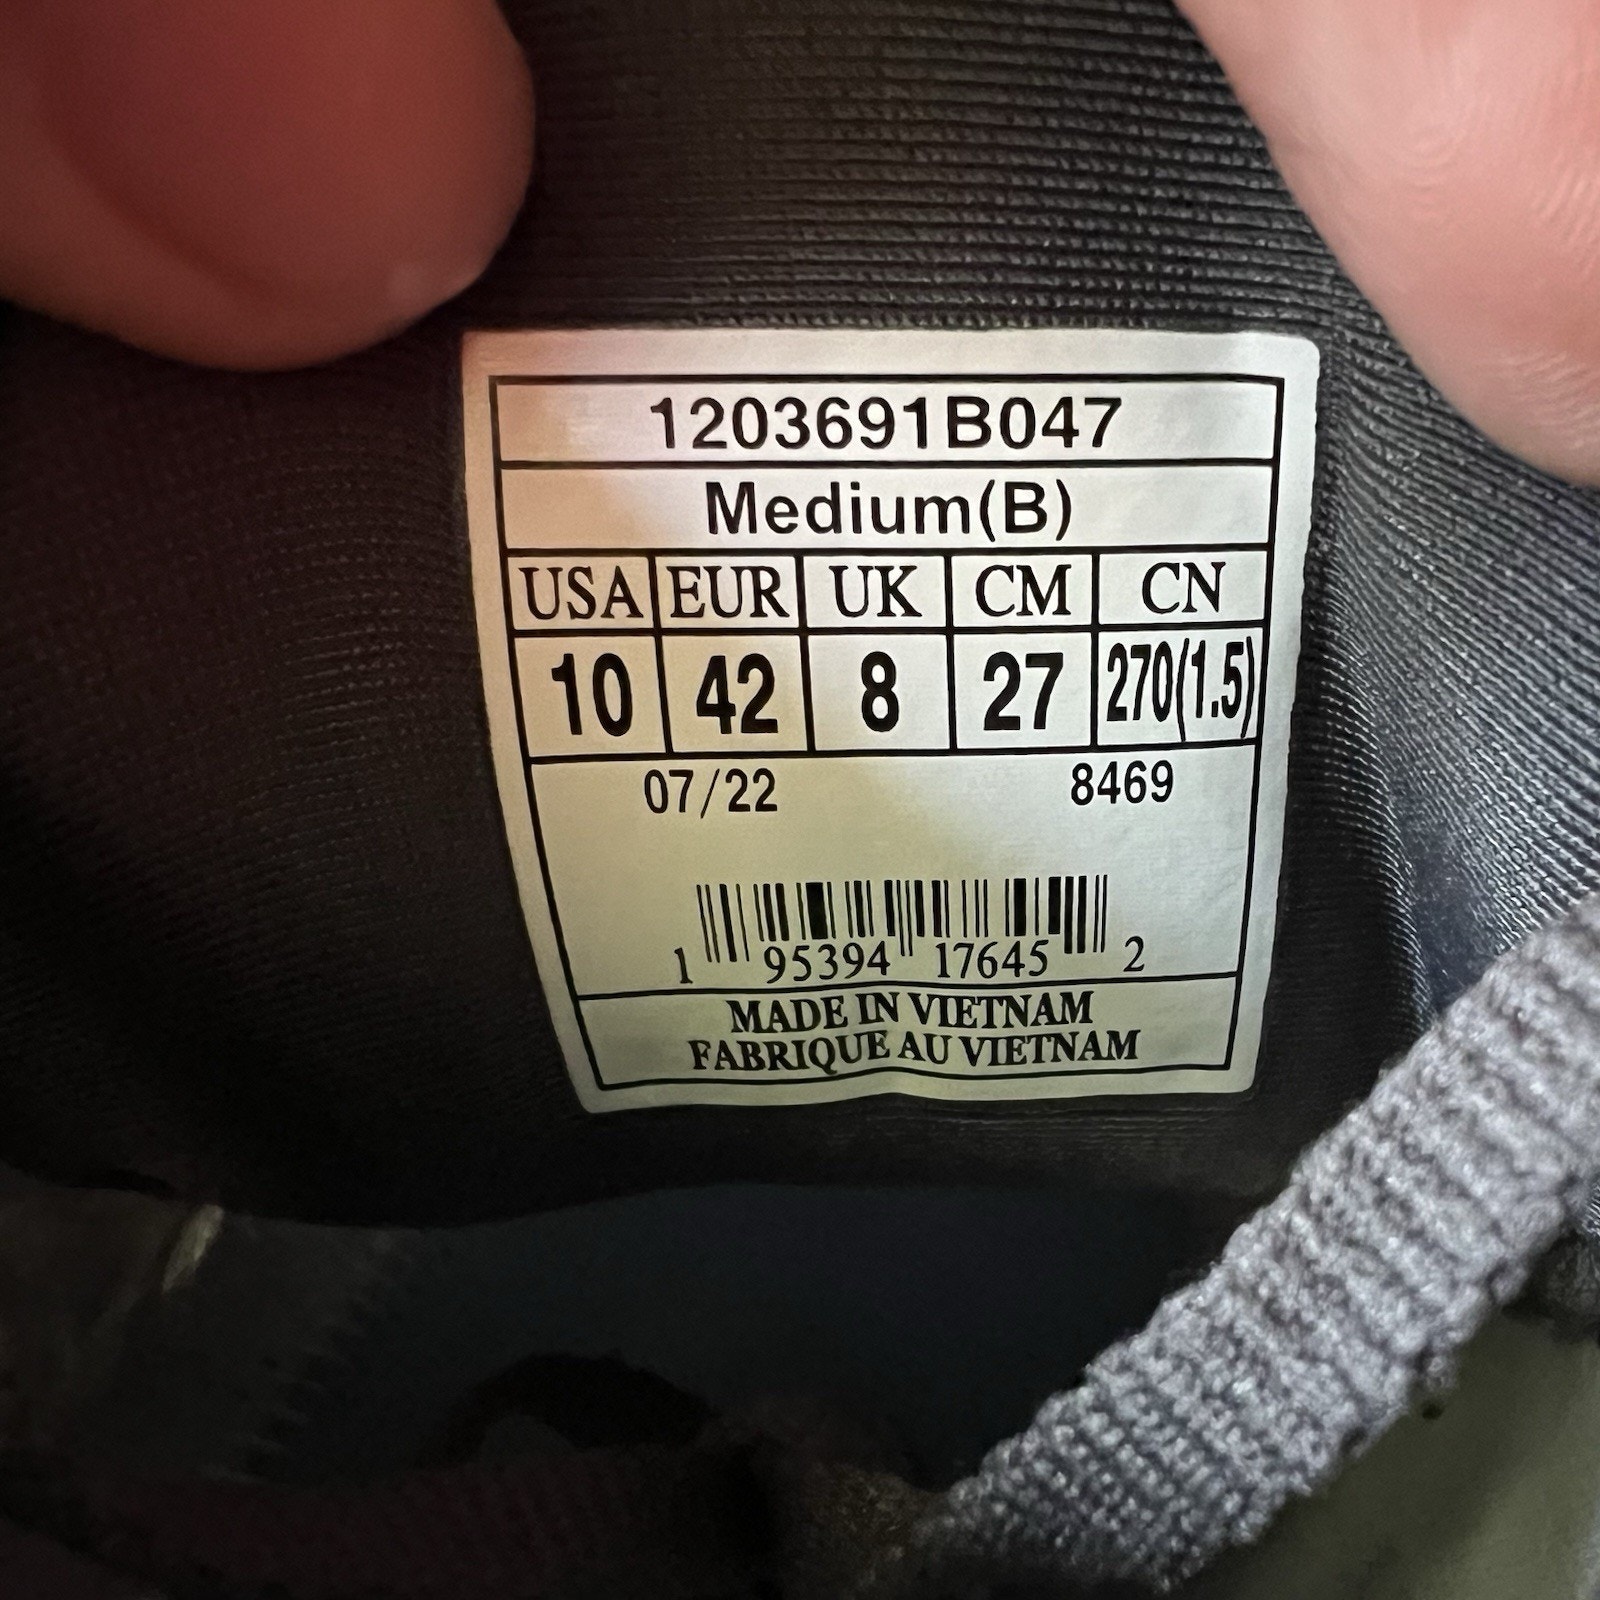 1203691B047
Medium(B)
USA EUR UK CM CN
10 42 8 27 270(1.5)
07/22 8469
1 95394 17645 2
MADE IN VIETNAM
FABRIQUE AU VIETNAM